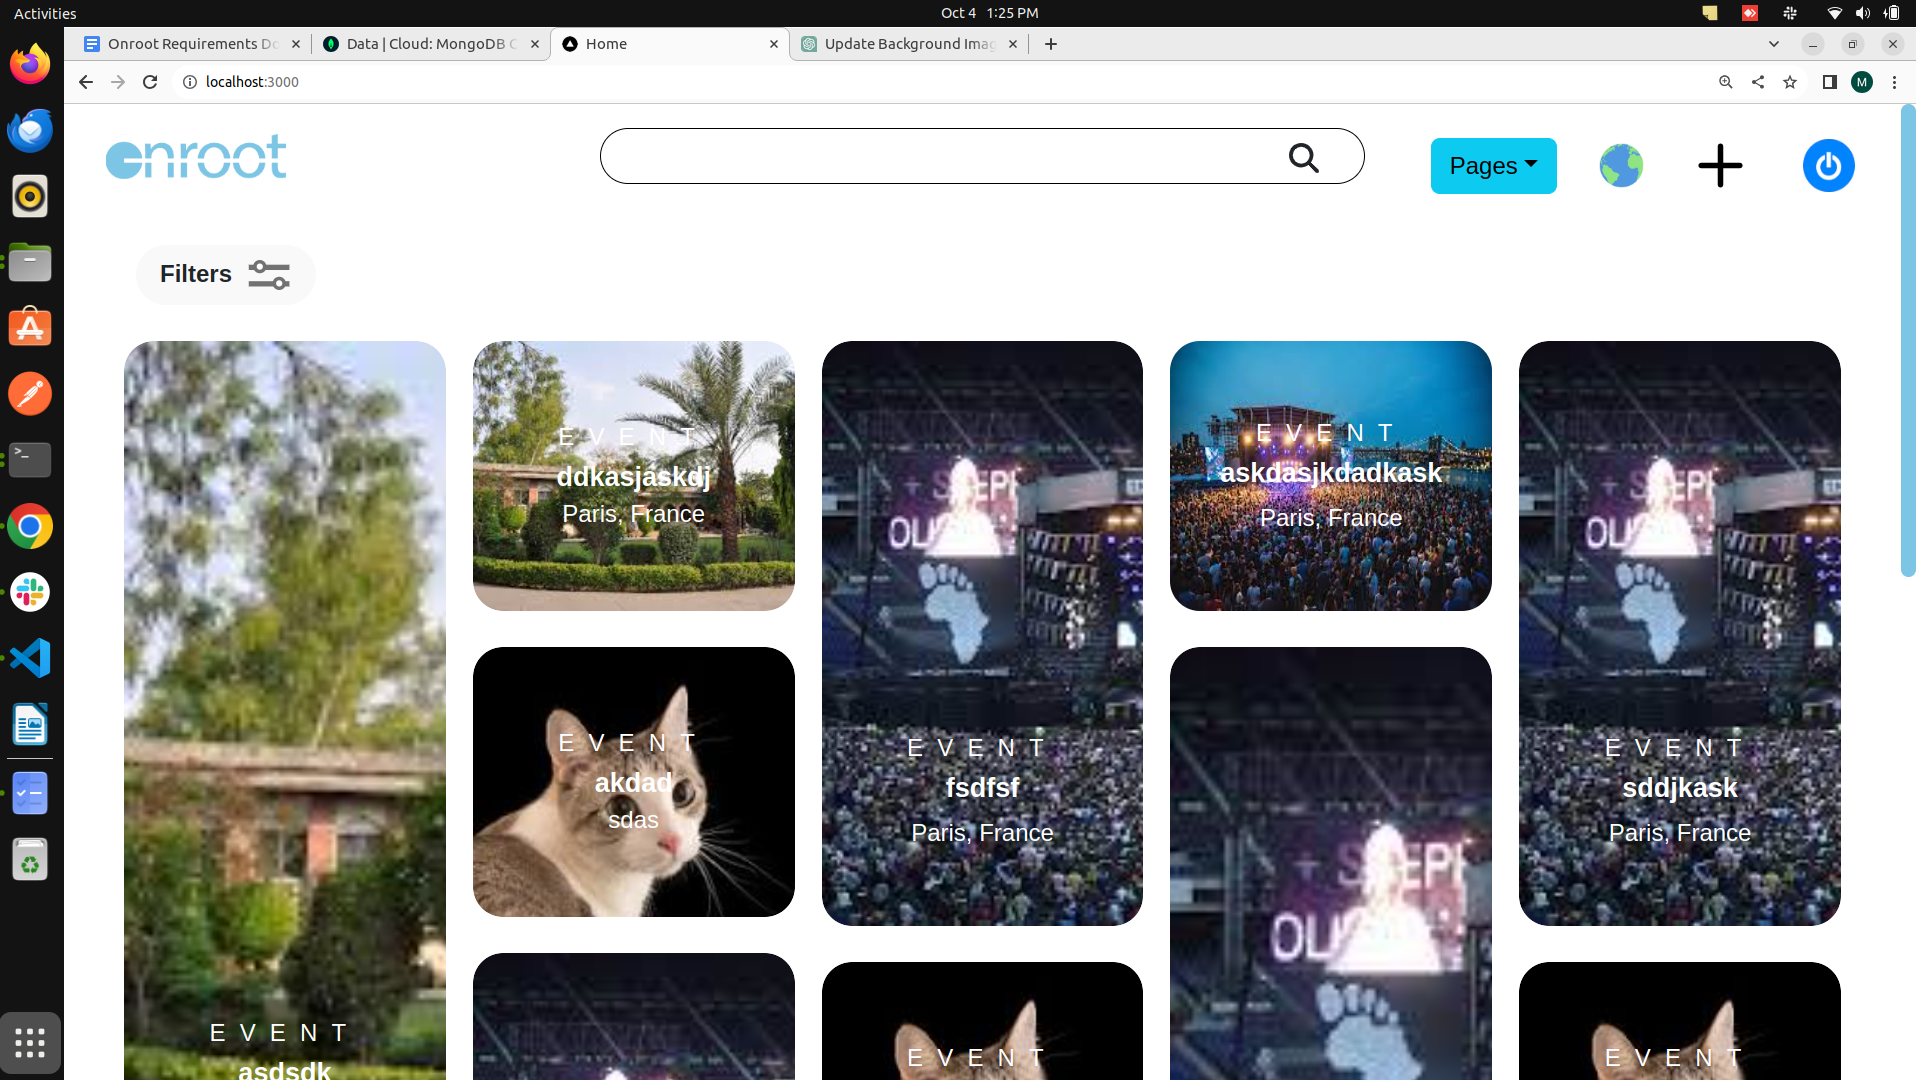 Activities
Oct 4 1:25 PM
Onroot Requirements Do
Data | Cloud: MongoDB C
Home
Update Background Imag
localhost:3000
M
onroot
Pages
Filters
EVENT
ddkasjaskdj
Paris, France
EVENT
askdasjkdadkask
Paris, France
EVENT
akdad
sdas
EVENT
fsdfsf
Paris, France
EVENT
sddjkask
Paris, France
EVENT
asdsdk
EVENT
EVENT